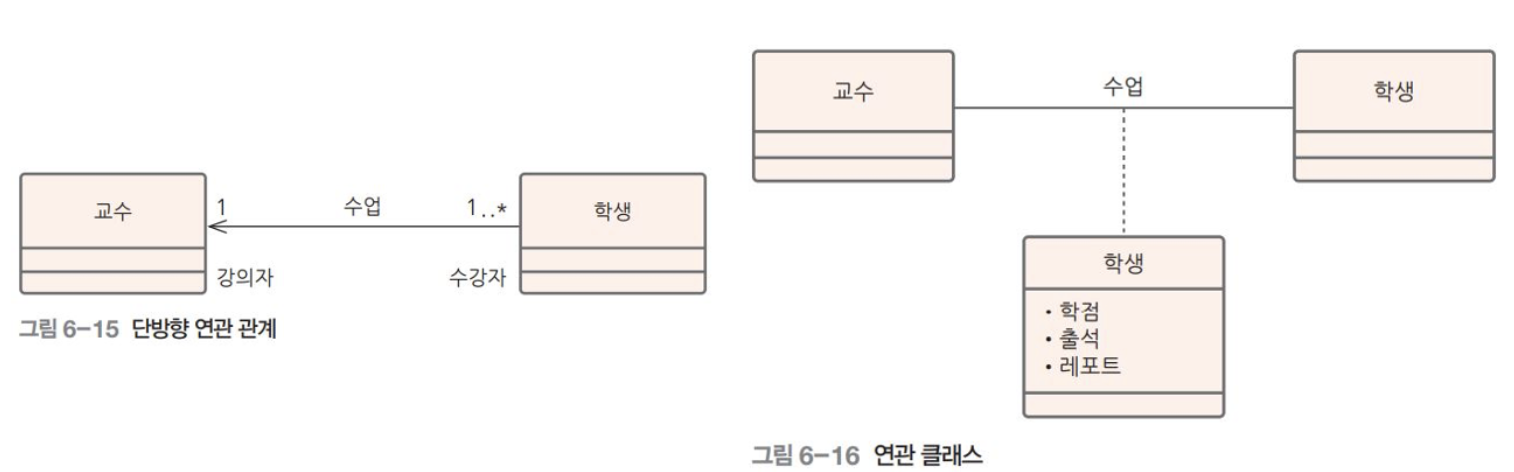 교수
1
수업
1..*
학생
강의자
수강자
그림 6-15 단방향 연관 관계
교수
수업
학생
학생
• 학점
• 출석
• 레포트
그림 6-16 연관 클래스